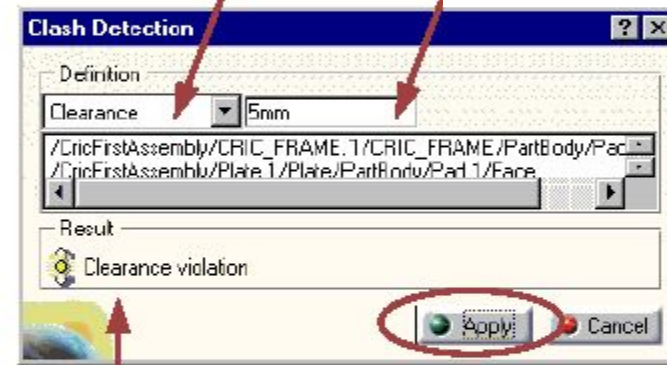 Clash Detection
Definition
Clearance 5mm
/CricFirstAssembly/CRIC_FRAME.1/CRIC_FRAME/PartBody/Pad
/CricFirstAssembly/Plate.1/Plate/PartBody/Pad.1/Face
Result
Clearance violation
Apply Cancel